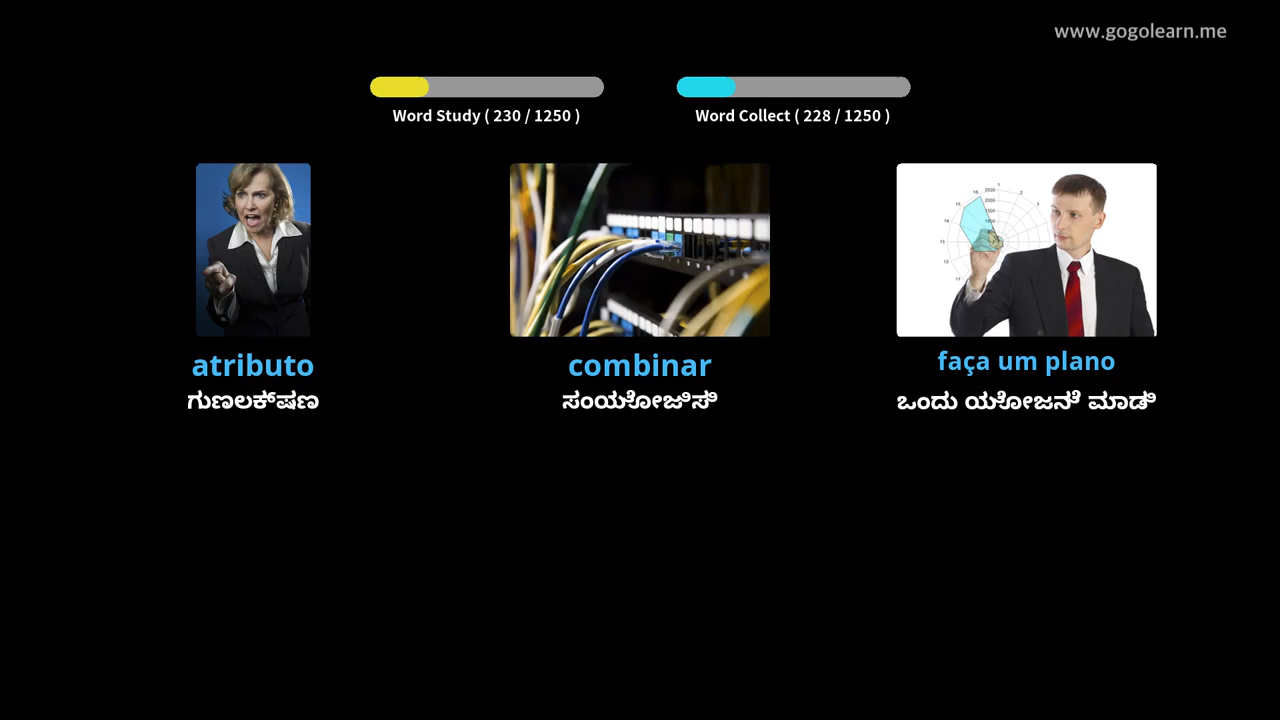 www.gogolearn.me
Word Study ( 230 / 1250 )
Word Collect ( 228 / 1250 )
atributo
ಗುಣಲಕ್ಷಣ
combinar
ಸಂಯೋಜಿಸಿ
faça um plano
ಒಂದು ಯೋಜನೆ ಮಾಡಿ